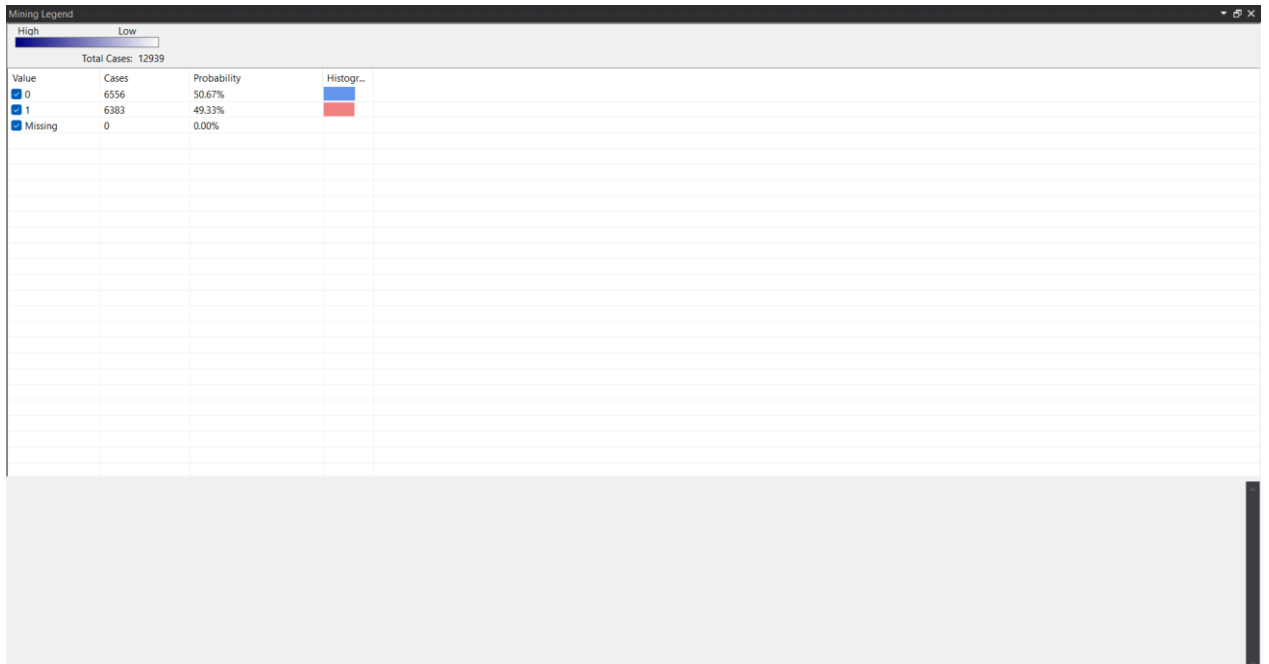 Mining Legend
High Low
Total Cases: 12939
Value Cases Probability Histogr...
0 6556 50.67%
1 6383 49.33%
Missing 0 0.00%